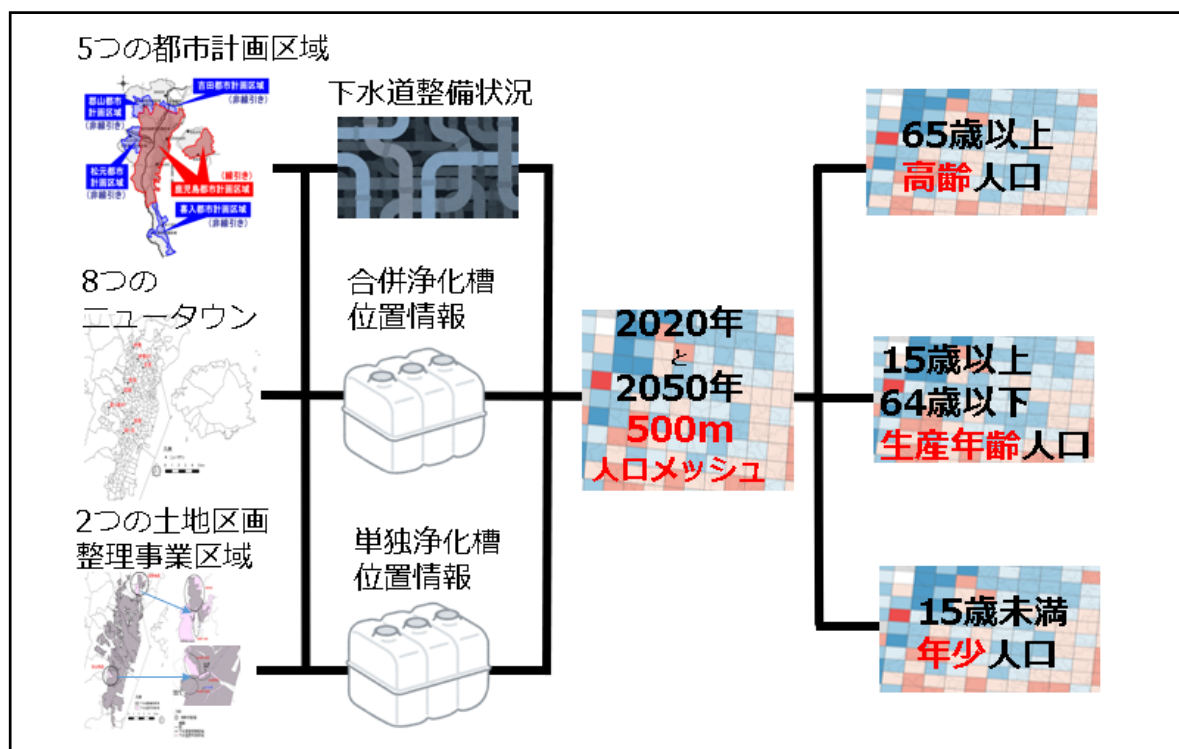 5つの都市計画区域
吉田都市計画区域
(非線引き)
郡山都市
計画区域
(非線引き)
松元都市
計画区域
(非線引き)
(線引き)
鹿児島都市計画区域
喜入都市計画区域
(非線引き)
8つの
ニュータウン
2つの土地区画
整理事業区域
下水道整備状況
合併浄化槽
位置情報
単独浄化槽
位置情報
2020年
と
2050年
500m
人口メッシュ
65歳以上
高齢人口
15歳以上
64歳以下
生産年齢人口
15歳未満
年少人口